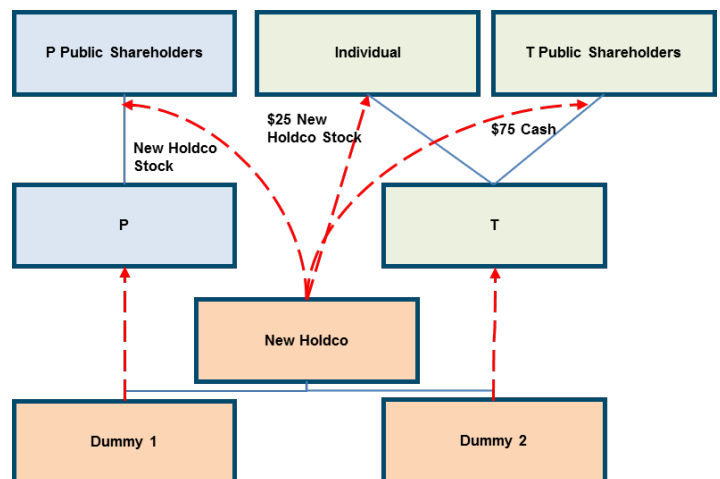 P Public Shareholders
Individual
T Public Shareholders
$25 New
Holdco Stock
$75 Cash
New Holdco
Stock
P
T
New Holdco
Dummy 1
Dummy 2